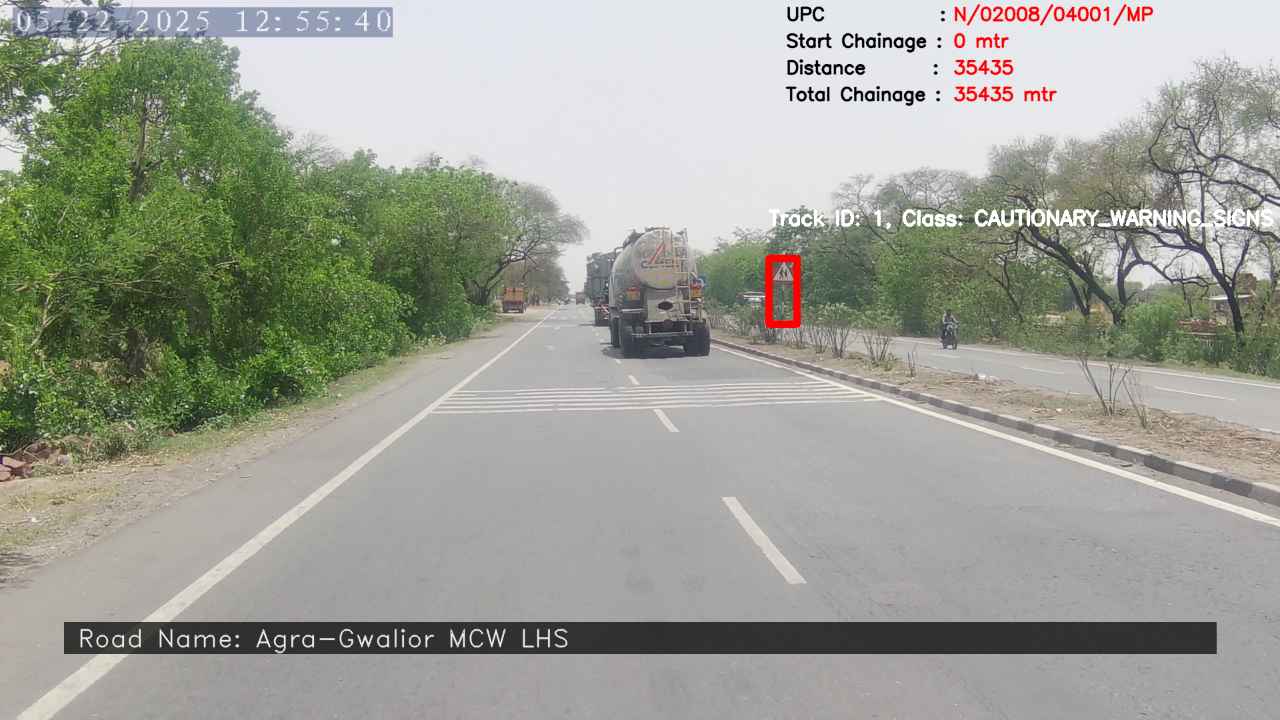 05-22-2025 12:55:40
UPC : N/02008/04001/MP
Start Chainage : 0 mtr
Distance : 35435
Total Chainage : 35435 mtr
Track ID: 1, Class: CAUTIONARY_WARNING_SIGNS
Road Name: Agra-Gwalior MCW LHS